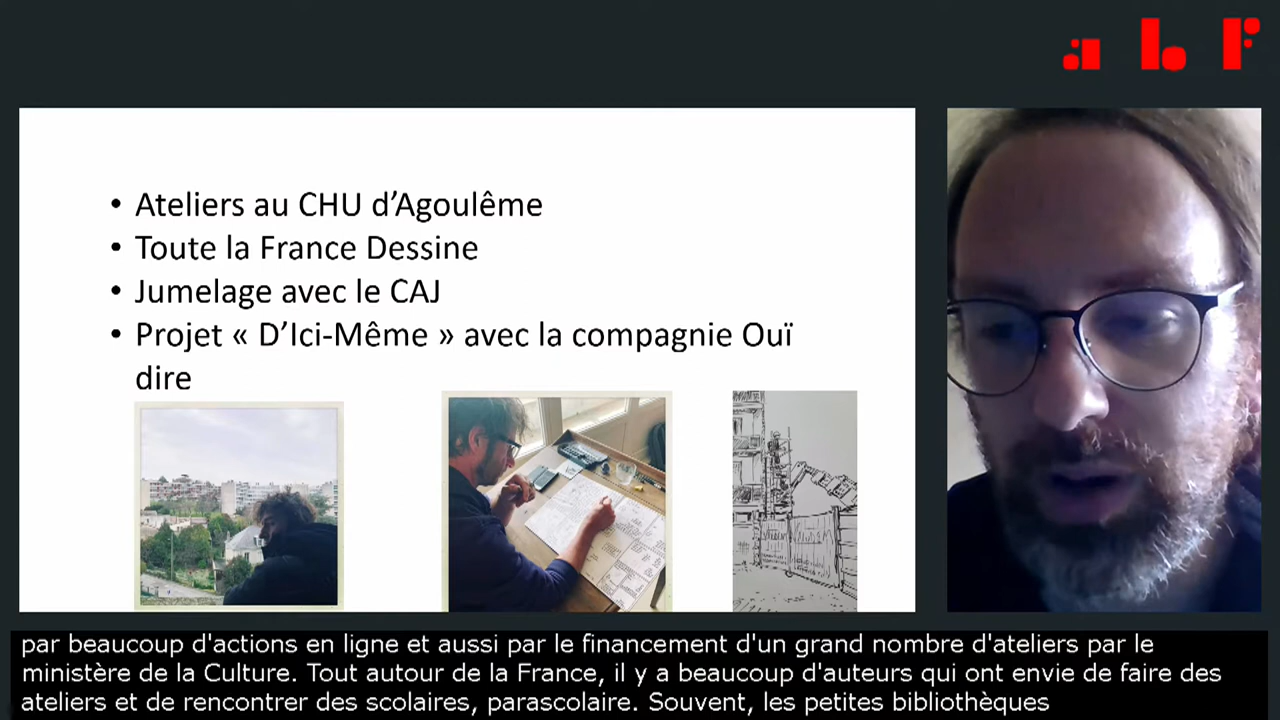 abf
• Ateliers au CHU d’Agoulême
• Toute la France Dessine
• Jumelage avec le CAJ
• Projet « D’Ici-Même » avec la compagnie Ouï
dire
par beaucoup d'actions en ligne et aussi par le financement d'un grand nombre d'ateliers par le
ministère de la Culture. Tout autour de la France, il y a beaucoup d'auteurs qui ont envie de faire des
ateliers et de rencontrer des scolaires, parascolaire. Souvent, les petites bibliothèques